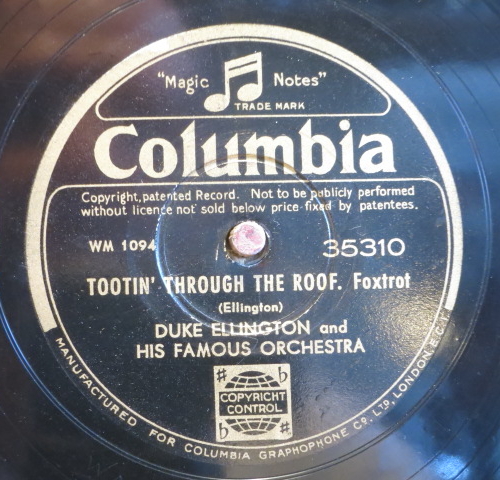 "Magic Notes"
TRADE MARK
Columbia
Copyright, patented Record. Not to be publicly performed
without licence not sold below price fixed by patentees.
WM 1094 35310
TOOTIN' THROUGH THE ROOF. Foxtrot
(Ellington)
DUKE ELLINGTON and
HIS FAMOUS ORCHESTRA
COPYRIGHT
CONTROL
MANUFACTURED FOR COLUMBIA GRAPHOPHONE CO. LTD., LONDON. E.C.1